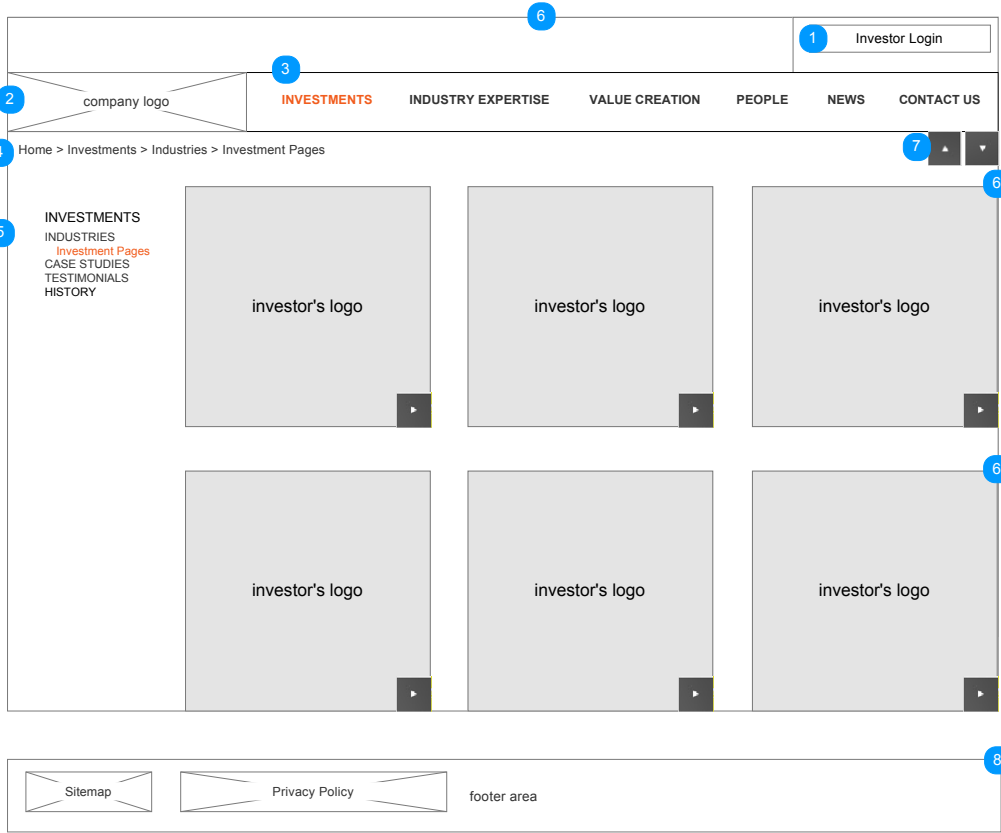 6
1 Investor Login
3
2 company logo
INVESTMENTS INDUSTRY EXPERTISE VALUE CREATION PEOPLE NEWS CONTACT US
4 Home > Investments > Industries > Investment Pages
7
6
INVESTMENTS
5
INDUSTRIES
Investment Pages
CASE STUDIES
TESTIMONIALS
HISTORY
investor's logo investor's logo investor's logo
6
investor's logo investor's logo investor's logo
8
Sitemap Privacy Policy footer area